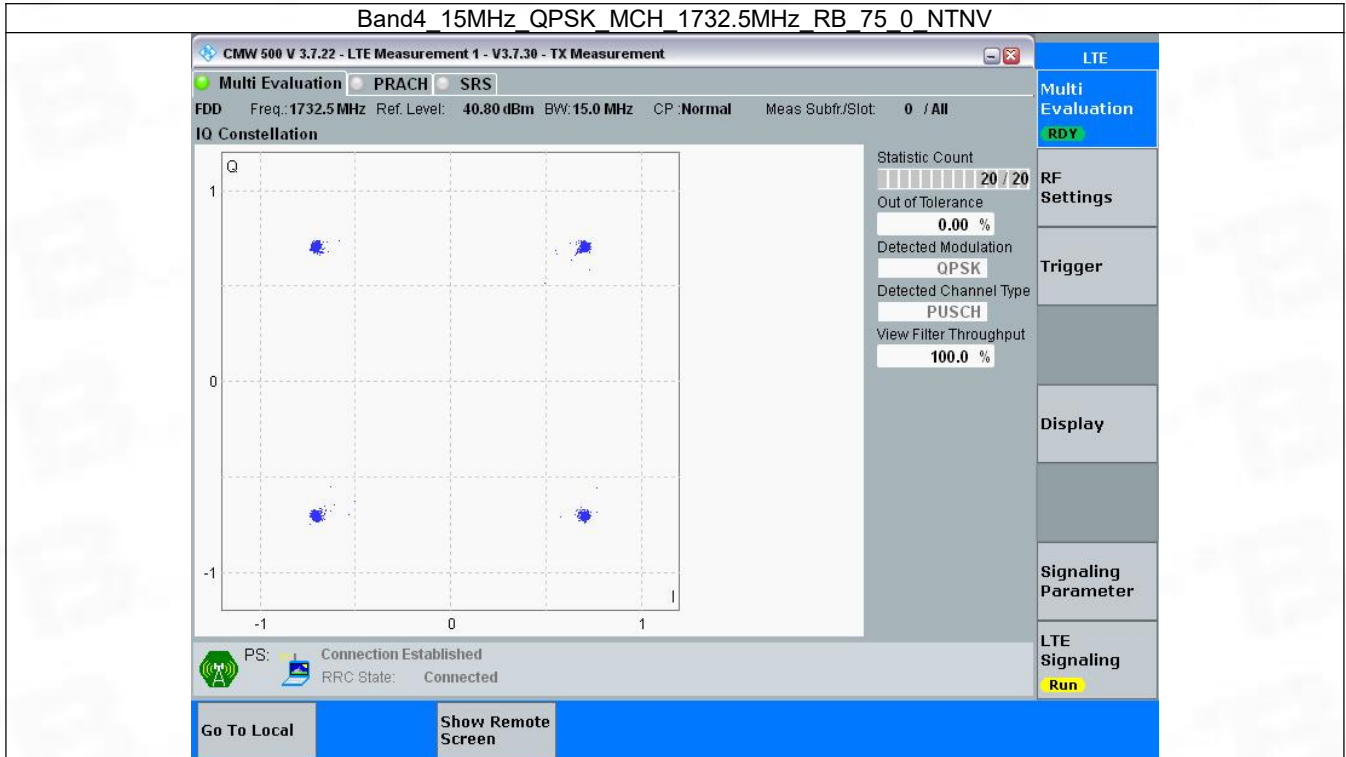 Band4_15MHz_QPSK_MCH_1732.5MHz_RB_75_0_NTNV
CMW 500 V 3.7.22 - LTE Measurement 1 - V3.7.30 - TX Measurement
LTE
Multi Evaluation PRACH SRS
Multi
Evaluation
RDY
FDD Freq.: 1732.5 MHz Ref. Level: 40.80 dBm BW: 15.0 MHz CP : Normal Meas Subfr./Slot: 0 / All
IQ Constellation
Q
1
0
-1
I
-1 0 1
Statistic Count
20 / 20
Out of Tolerance
0.00 %
Detected Modulation
QPSK
Detected Channel Type
PUSCH
View Filter Throughput
100.0 %
RF
Settings
Trigger
Display
Signaling
Parameter
LTE
Signaling
Run
PS: Connection Established
RRC State: Connected
Go To Local
Show Remote
Screen